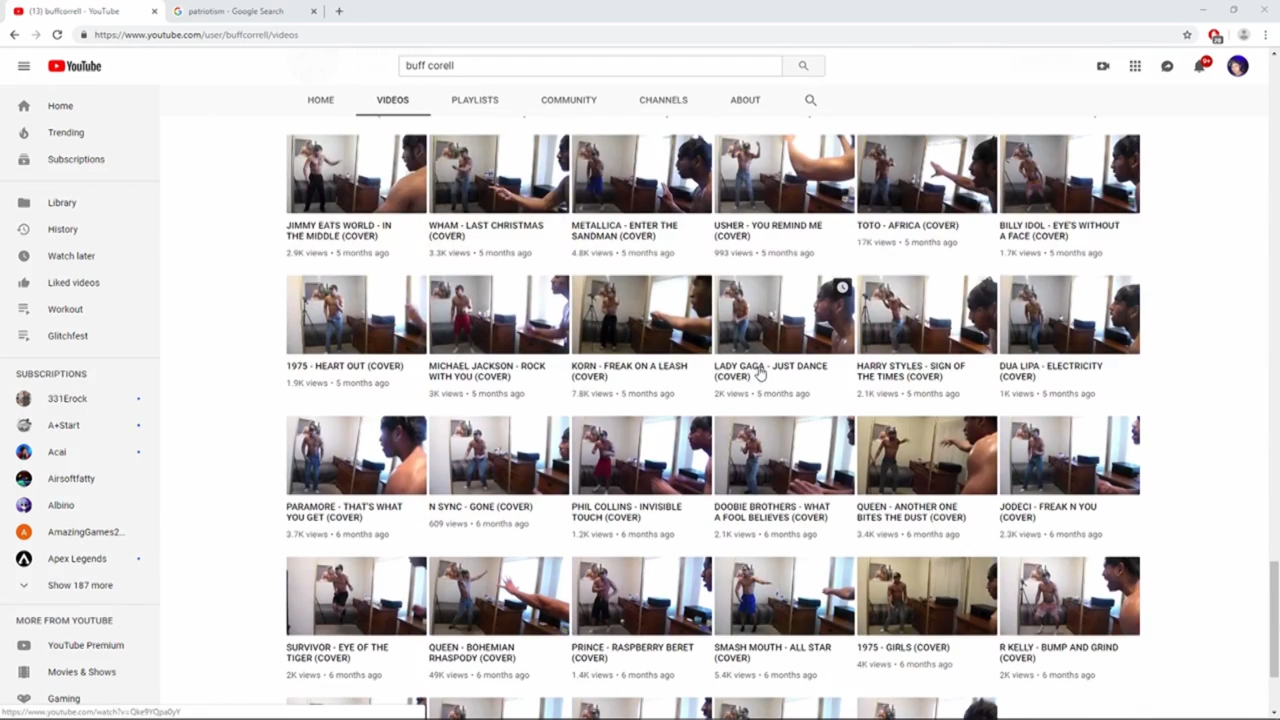 (13) buffcorrell - YouTube
patriotism - Google Search
https://www.youtube.com/user/buffcorrell/videos
20
YouTube
buff corell
9+
HOME
VIDEOS
PLAYLISTS
COMMUNITY
CHANNELS
ABOUT
Home
Trending
Subscriptions
Library
History
Watch later
Liked videos
Workout
Glitchfest
SUBSCRIPTIONS
331Erock
A+Start
Acai
Airsoftfatty
Albino
A
AmazingGames2...
Apex Legends
Show 187 more
MORE FROM YOUTUBE
YouTube Premium
Movies & Shows
Gaming
JIMMY EATS WORLD - IN
THE MIDDLE (COVER)
2.9K views • 5 months ago
WHAM - LAST CHRISTMAS
(COVER)
3.3K views • 5 months ago
METALLICA - ENTER THE
SANDMAN (COVER)
4.8K views • 5 months ago
USHER - YOU REMIND ME
(COVER)
993 views • 5 months ago
TOTO - AFRICA (COVER)
17K views • 5 months ago
BILLY IDOL - EYE'S WITHOUT
A FACE (COVER)
1.7K views • 5 months ago
1975 - HEART OUT (COVER)
1.9K views • 5 months ago
MICHAEL JACKSON - ROCK
WITH YOU (COVER)
3K views • 5 months ago
KORN - FREAK ON A LEASH
(COVER)
7.8K views • 5 months ago
LADY GAGA - JUST DANCE
(COVER)
2K views • 5 months ago
HARRY STYLES - SIGN OF
THE TIMES (COVER)
2.1K views • 5 months ago
DUA LIPA - ELECTRICITY
(COVER)
1K views • 5 months ago
PARAMORE - THAT'S WHAT
YOU GET (COVER)
3.7K views • 6 months ago
N SYNC - GONE (COVER)
609 views • 6 months ago
PHIL COLLINS - INVISIBLE
TOUCH (COVER)
1.2K views • 6 months ago
DOOBIE BROTHERS - WHAT
A FOOL BELIEVES (COVER)
2.1K views • 6 months ago
QUEEN - ANOTHER ONE
BITES THE DUST (COVER)
3.4K views • 6 months ago
JODECI - FREAK N YOU
(COVER)
2.3K views • 6 months ago
SURVIVOR - EYE OF THE
TIGER (COVER)
2K views • 6 months ago
QUEEN - BOHEMIAN
RHASPODY (COVER)
49K views • 6 months ago
PRINCE - RASPBERRY BERET
(COVER)
1.4K views • 6 months ago
SMASH MOUTH - ALL STAR
(COVER)
5.4K views • 6 months ago
1975 - GIRLS (COVER)
4K views • 6 months ago
R KELLY - BUMP AND GRIND
(COVER)
2K views • 6 months ago
https://www.youtube.com/watch?v=Qke9YQpa0yY